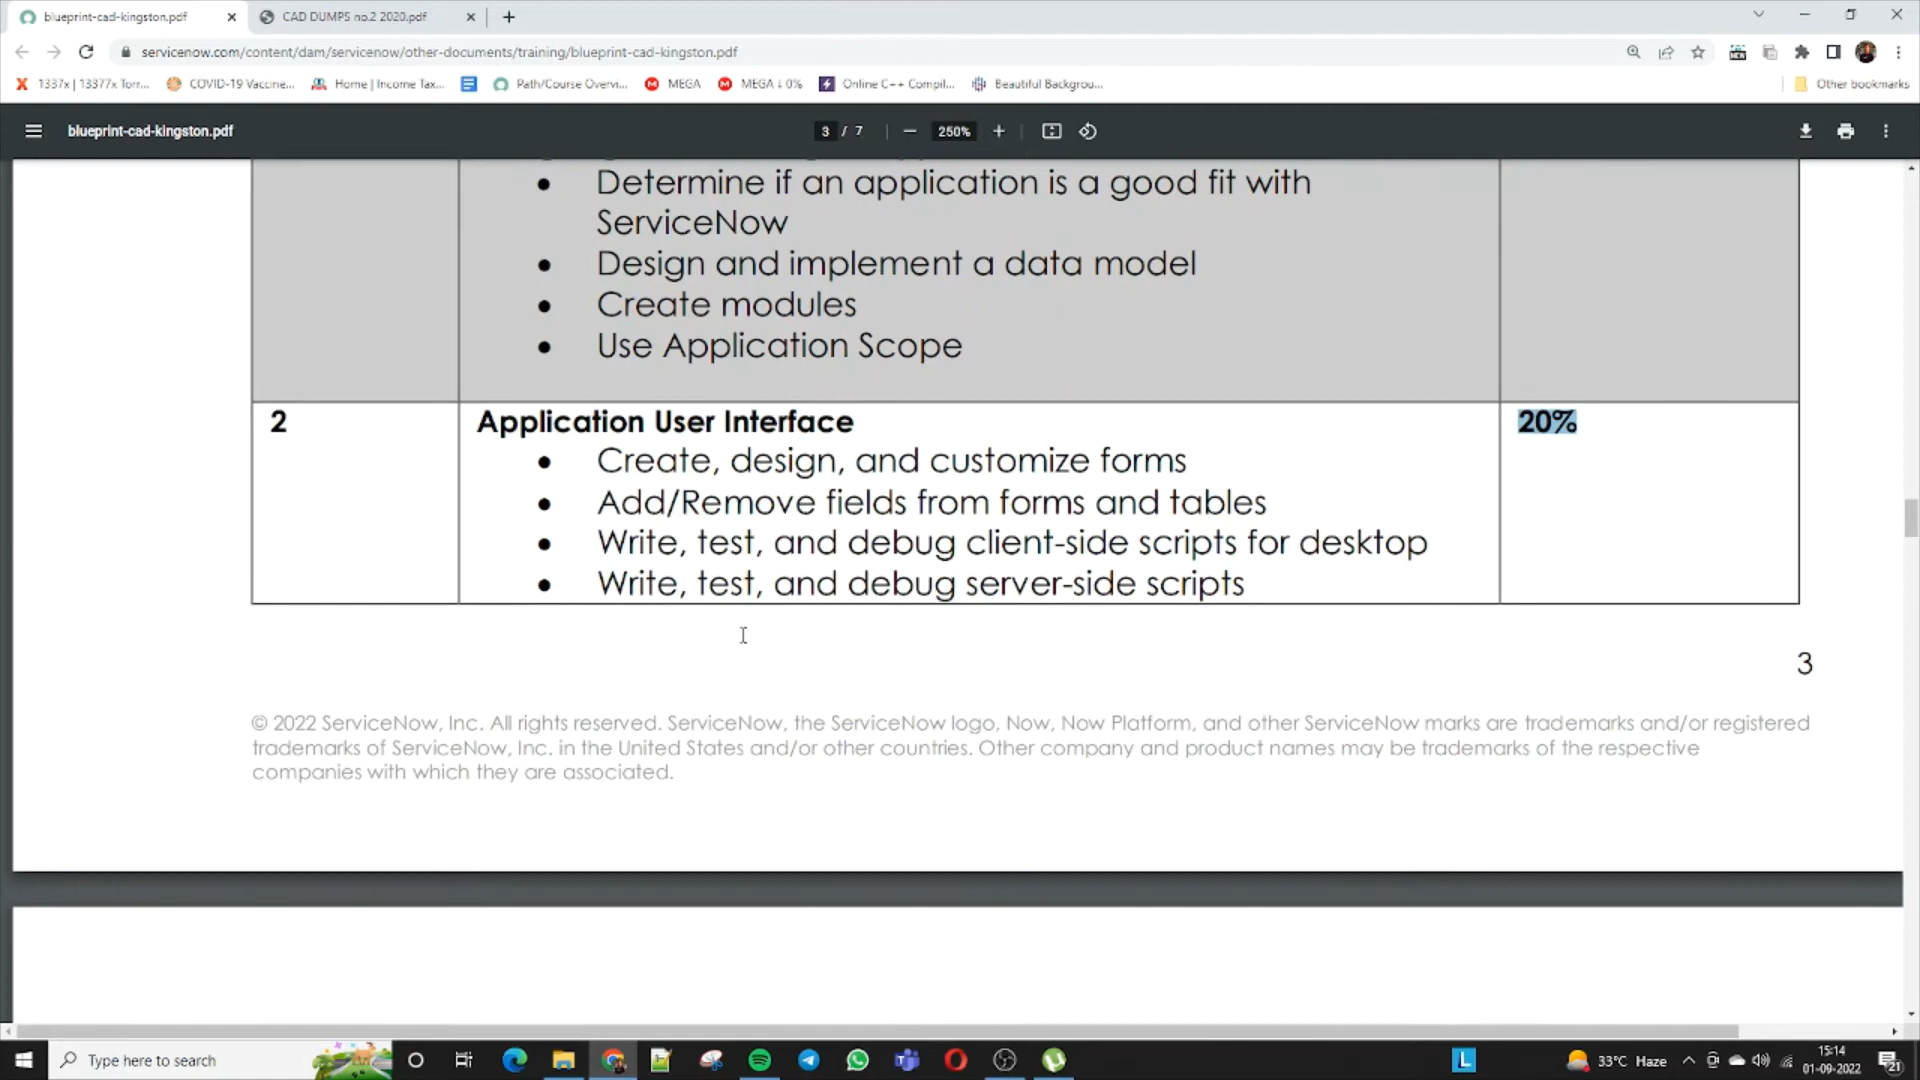 blueprint-cad-kingston.pdf
CAD DUMPS no.2 2020.pdf
servicenow.com/content/dam/servicenow/other-documents/training/blueprint-cad-kingston.pdf
1337x | 13377x Torr...
COVID-19 Vaccine...
Home | Income Tax...
Path/Course Overvi...
MEGA
MEGA ↓ 0%
Online C++ Compil...
Beautiful Backgrou...
Other bookmarks
blueprint-cad-kingston.pdf
3 / 7
250%
• Determine if an application is a good fit with
ServiceNow
• Design and implement a data model
• Create modules
• Use Application Scope
2
Application User Interface
20%
• Create, design, and customize forms
• Add/Remove fields from forms and tables
• Write, test, and debug client-side scripts for desktop
• Write, test, and debug server-side scripts
3
© 2022 ServiceNow, Inc. All rights reserved. ServiceNow, the ServiceNow logo, Now, Now Platform, and other ServiceNow marks are trademarks and/or registered
trademarks of ServiceNow, Inc. in the United States and/or other countries. Other company and product names may be trademarks of the respective
companies with which they are associated.
Type here to search
L
33°C Haze
15:14
01-09-2022
21